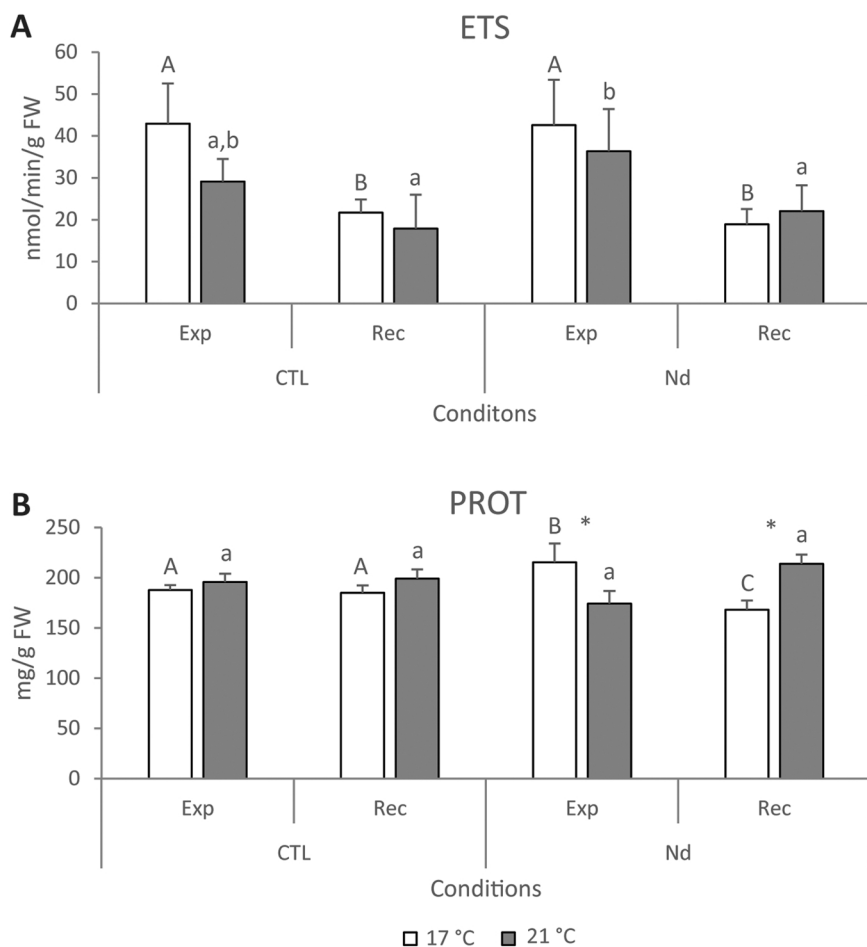 A
ETS
nmol/min/g FW
60
50
40
30
20
10
0
A
a,b
B
a
A
b
B
a
Exp
Rec
Exp
Rec
CTL
Nd
Conditons
B
PROT
mg/g FW
250
200
150
100
50
0
A
a
A
a
B
*
a
C
*
a
Exp
Rec
Exp
Rec
CTL
Nd
Conditions
17 °C
21 °C